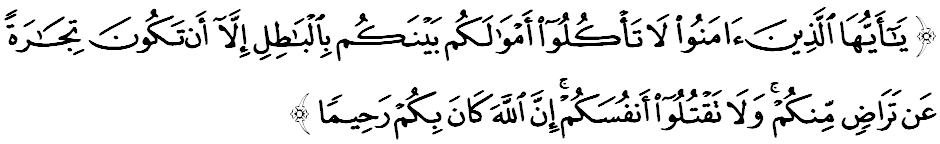 ﴿ يَٰٓأَيُّهَا ٱلَّذِينَ ءَامَنُوا۟ لَا تَأْكُلُوٓا۟ أَمْوَٰلَكُم بَيْنَكُم بِٱلْبَٰطِلِ إِلَّآ أَن تَكُونَ تِجَٰرَةً
عَن تَرَاضٍ مِّنكُمْ ۚ وَلَا تَقْتُلُوٓا۟ أَنفُسَكُمْ ۚ إِنَّ ٱللَّهَ كَانَ بِكُمْ رَحِيمًا ﴾